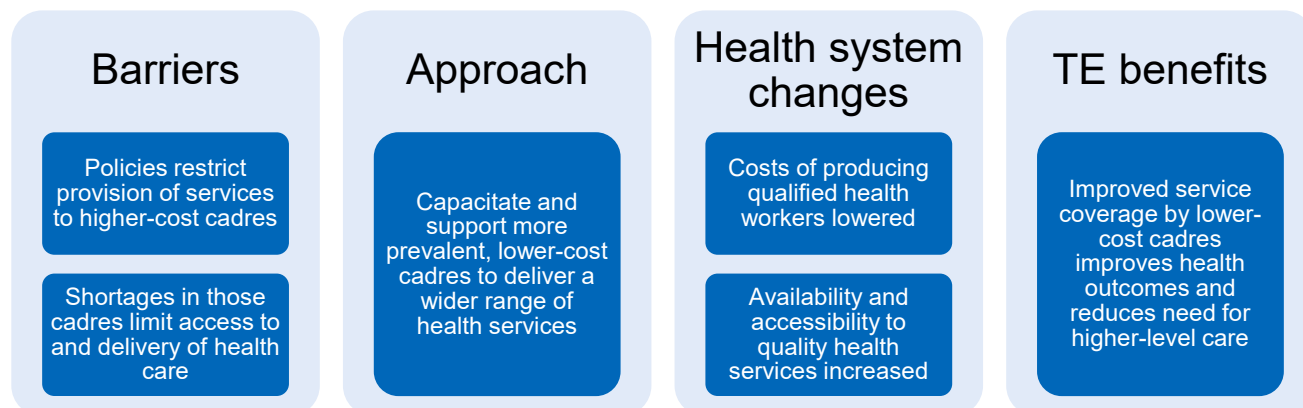 Barriers
Policies restrict
provision of services
to higher-cost cadres
Shortages in those
cadres limit access to
and delivery of health
care
Approach
Capacitate and
support more
prevalent, lower-cost
cadres to deliver a
wider range of
health services
Health system
changes
Costs of producing
qualified health
workers lowered
Availability and
accessibility to
quality health
services increased
TE benefits
Improved service
coverage by lower-
cost cadres
improves health
outcomes and
reduces need for
higher-level care